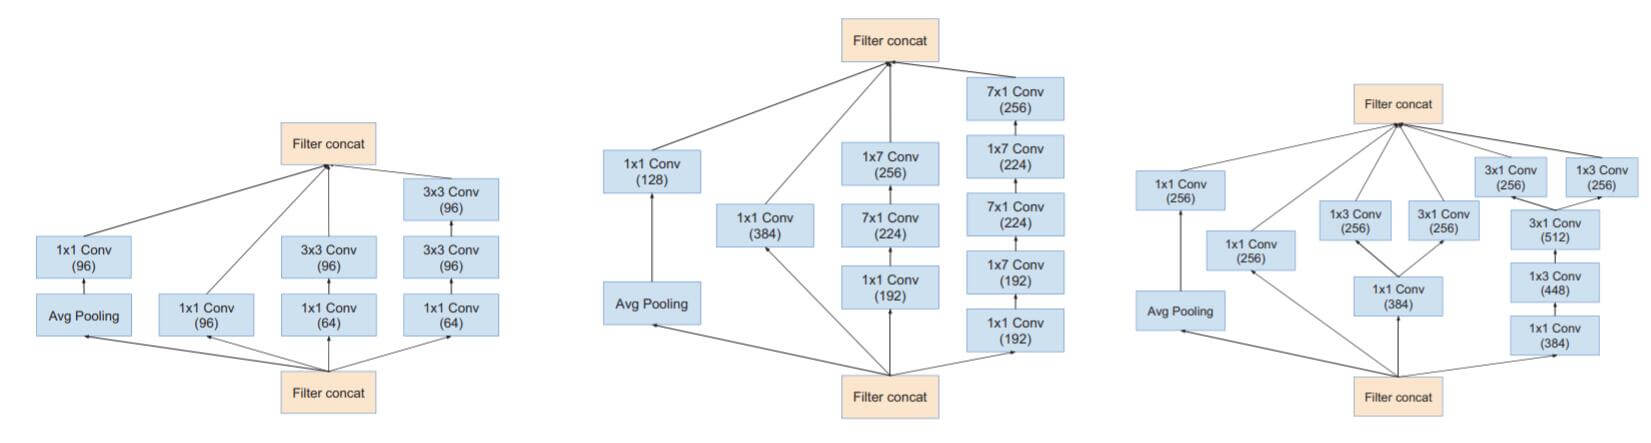 Filter concat
3x3 Conv
(96)
1x1 Conv
(96)
3x3 Conv
(96)
3x3 Conv
(96)
Avg Pooling
1x1 Conv
(96)
1x1 Conv
(64)
1x1 Conv
(64)
Filter concat
Filter concat
7x1 Conv
(256)
1x1 Conv
(128)
1x7 Conv
(256)
1x7 Conv
(224)
1x1 Conv
(384)
7x1 Conv
(224)
7x1 Conv
(224)
Avg Pooling
1x1 Conv
(192)
1x7 Conv
(192)
1x1 Conv
(192)
Filter concat
Filter concat
3x1 Conv
(256)
1x3 Conv
(256)
1x1 Conv
(256)
1x3 Conv
(256)
3x1 Conv
(256)
3x1 Conv
(512)
1x1 Conv
(256)
1x1 Conv
(384)
1x3 Conv
(448)
Avg Pooling
1x1 Conv
(384)
Filter concat